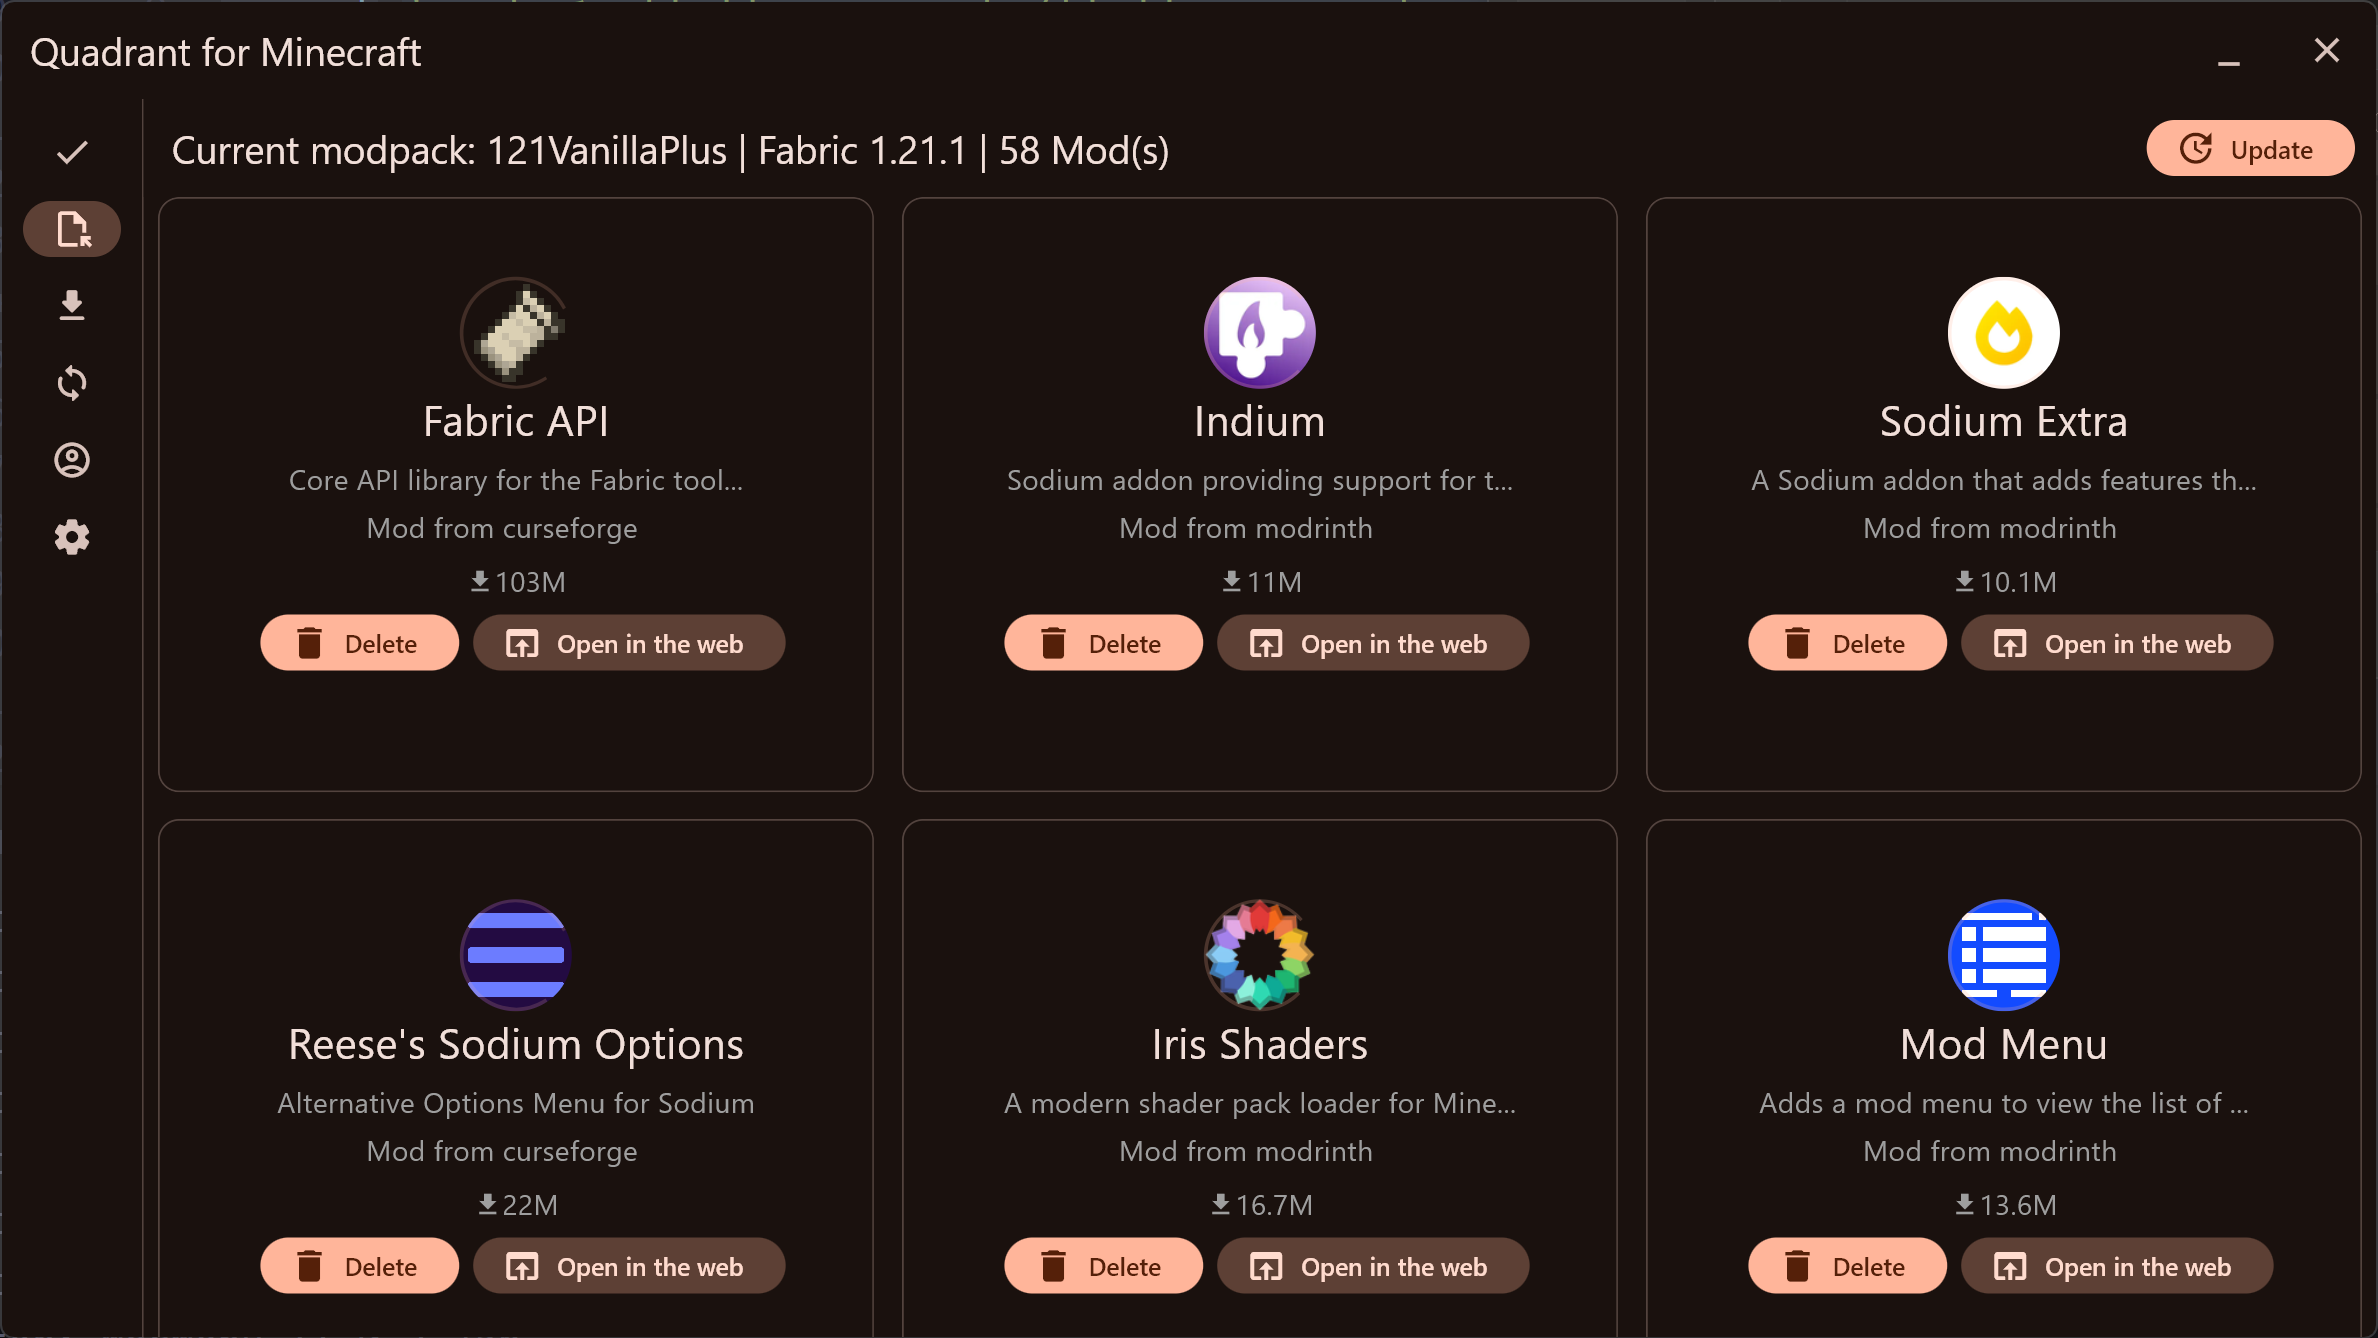 Quadrant for Minecraft
Current modpack: 121VanillaPlus | Fabric 1.21.1 | 58 Mod(s)
Update
Fabric API
Core API library for the Fabric tool...
Mod from curseforge
103M
Delete
Open in the web
Indium
Sodium addon providing support for t...
Mod from modrinth
11M
Delete
Open in the web
Sodium Extra
A Sodium addon that adds features th...
Mod from modrinth
10.1M
Delete
Open in the web
Reese's Sodium Options
Alternative Options Menu for Sodium
Mod from curseforge
22M
Delete
Open in the web
Iris Shaders
A modern shader pack loader for Mine...
Mod from modrinth
16.7M
Delete
Open in the web
Mod Menu
Adds a mod menu to view the list of ...
Mod from modrinth
13.6M
Delete
Open in the web